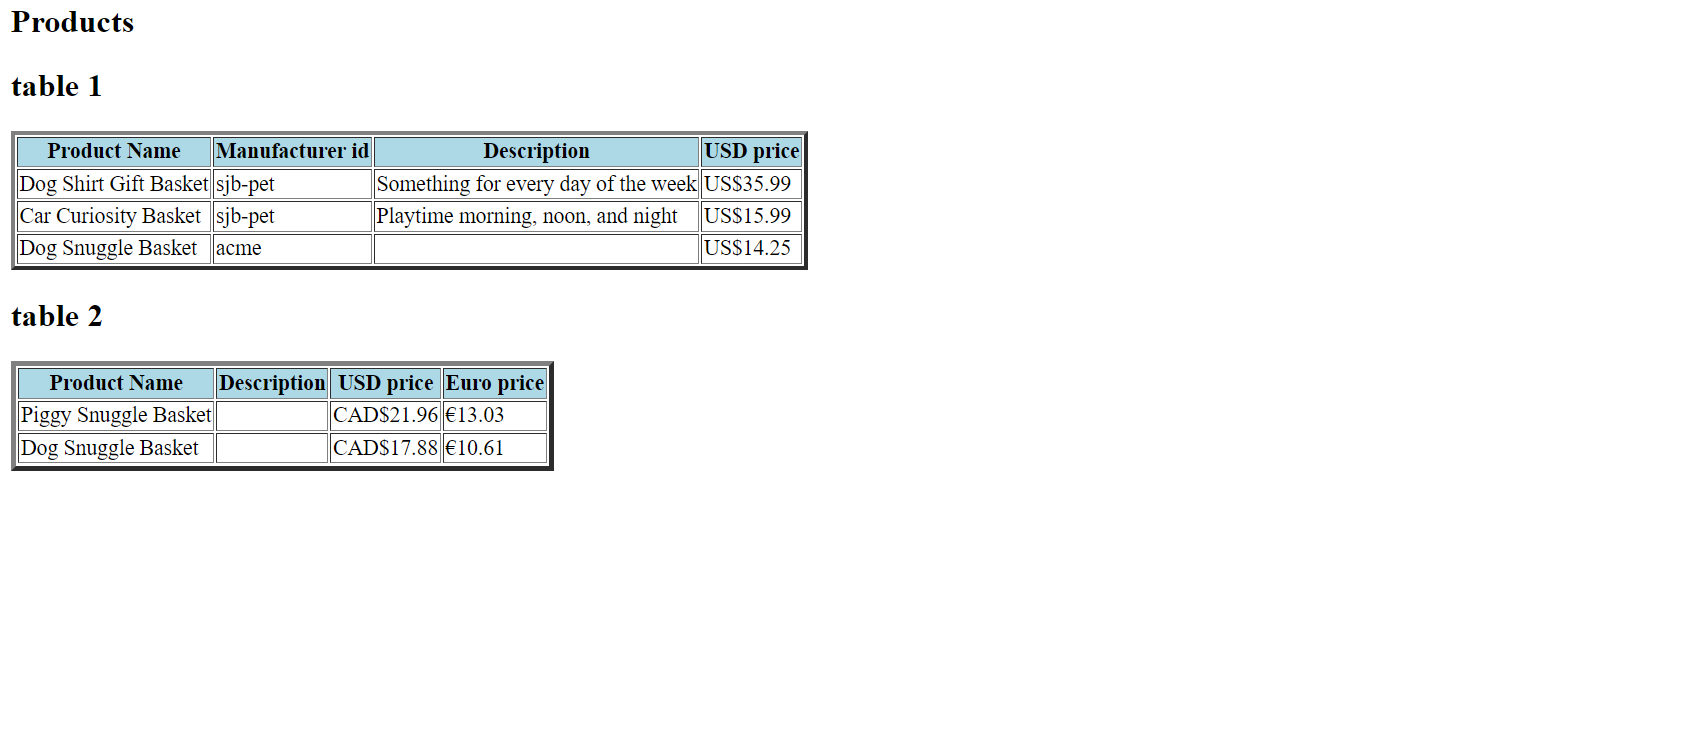 Products
table 1
Product Name Manufacturer id Description USD price
Dog Shirt Gift Basket sjb-pet Something for every day of the week US$35.99
Car Curiosity Basket sjb-pet Playtime morning, noon, and night US$15.99
Dog Snuggle Basket acme US$14.25
table 2
Product Name Description USD price Euro price
Piggy Snuggle Basket CAD$21.96 €13.03
Dog Snuggle Basket CAD$17.88 €10.61